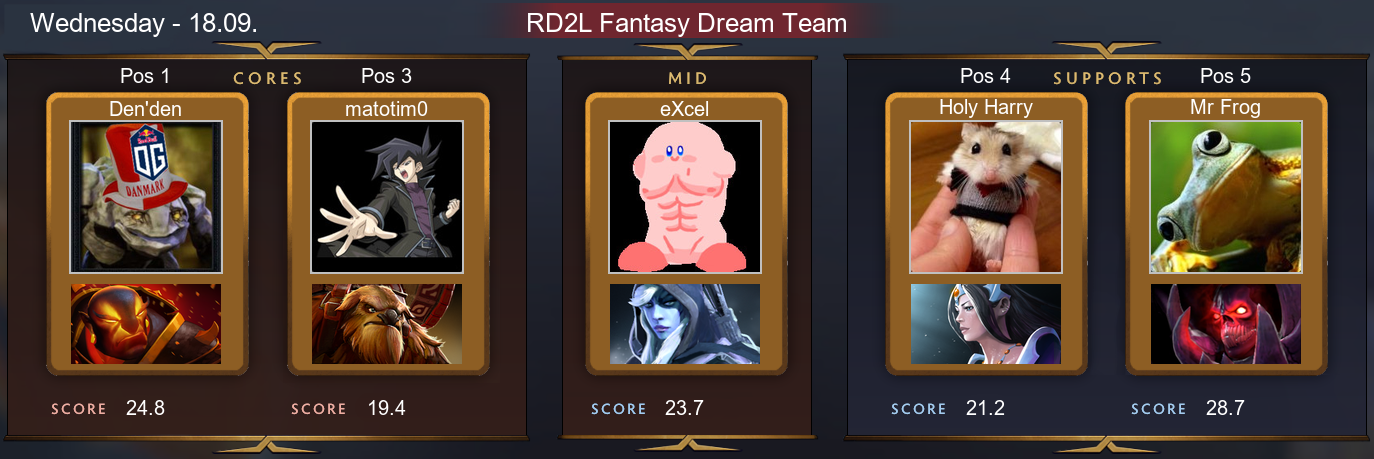 Wednesday - 18.09.
RD2L Fantasy Dream Team
Pos 1 CORES Pos 3
Den'den
matotim0
Red Bull
OG
DANMARK
SCORE 24.8
SCORE 19.4
MID
eXcel
SCORE 23.7
Pos 4 SUPPORTS Pos 5
Holy Harry
Mr Frog
SCORE 21.2
SCORE 28.7